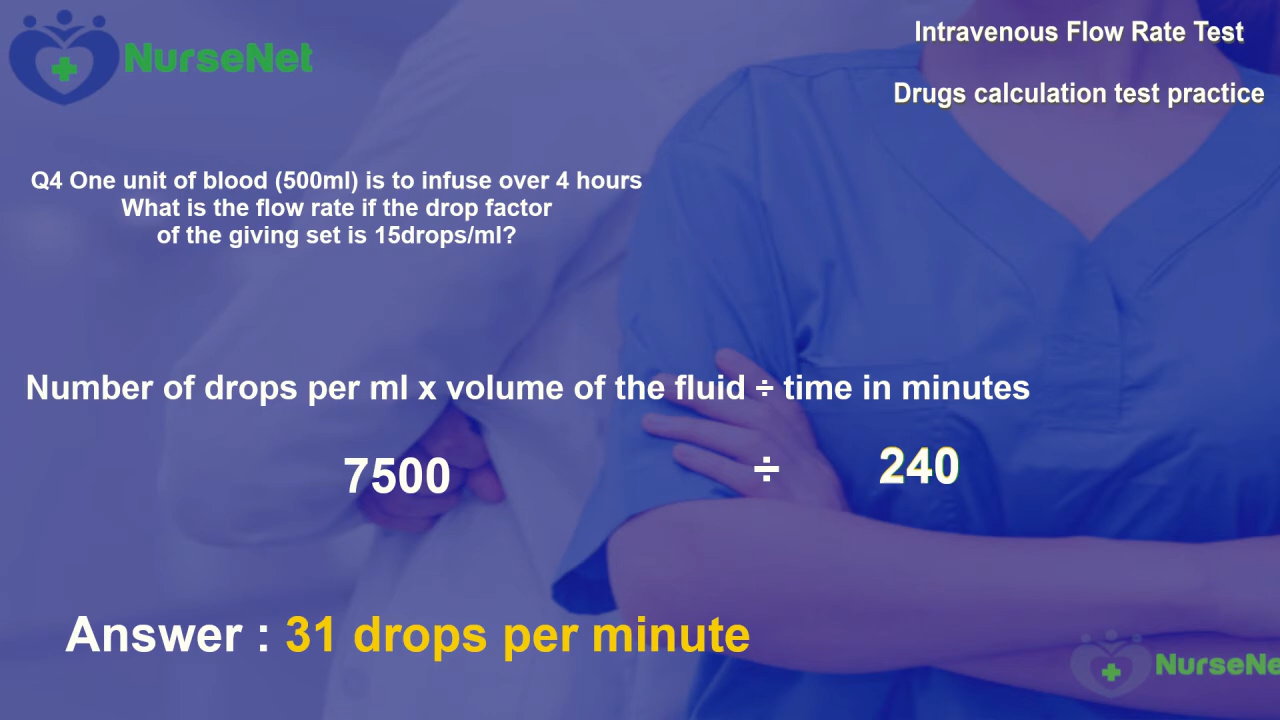 NurseNet
Intravenous Flow Rate Test
Drugs calculation test practice
Q4 One unit of blood (500ml) is to infuse over 4 hours
What is the flow rate if the drop factor
of the giving set is 15drops/ml?
Number of drops per ml x volume of the fluid ÷ time in minutes
7500 ÷ 240
Answer : 31 drops per minute
NurseNe